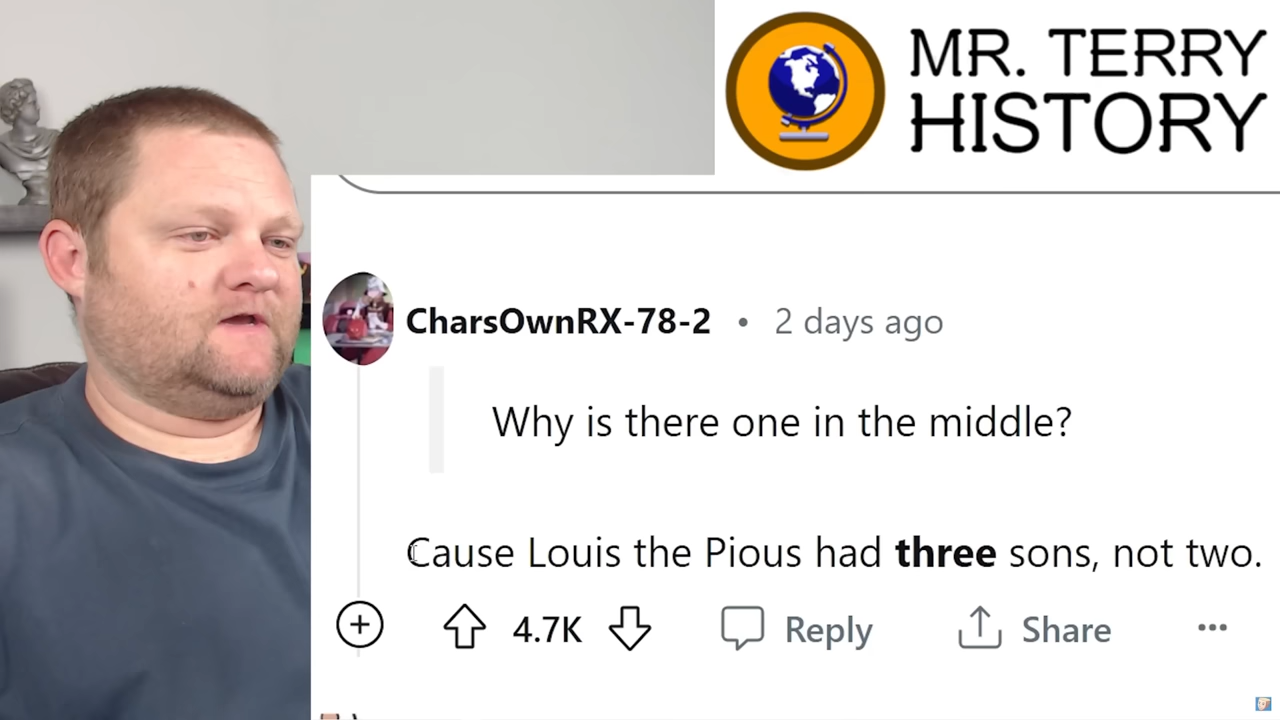 MR. TERRY
HISTORY
CharsOwnRX-78-2 • 2 days ago
Why is there one in the middle?
Cause Louis the Pious had three sons, not two.
4.7K Reply Share ...